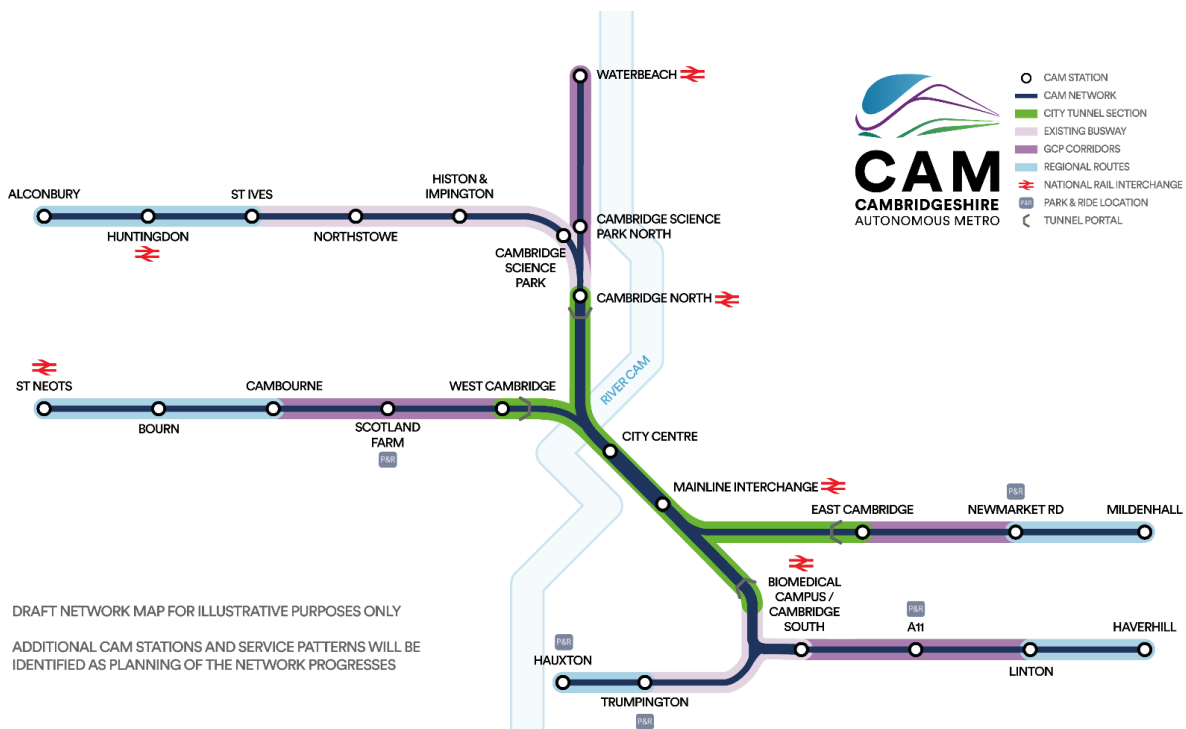 WATERBEACH
CAM STATION
CAM NETWORK
CITY TUNNEL SECTION
EXISTING BUSWAY
GCP CORRIDORS
REGIONAL ROUTES
NATIONAL RAIL INTERCHANGE
P&R PARK & RIDE LOCATION
TUNNEL PORTAL
CAM
CAMBRIDGESHIRE
AUTONOMOUS METRO
ALCONBURY
HUNTINGDON
ST IVES
NORTHSTOWE
HISTON &
IMPINGTON
CAMBRIDGE
SCIENCE
PARK
CAMBRIDGE SCIENCE
PARK NORTH
CAMBRIDGE NORTH
RIVER CAM
ST NEOTS
BOURN
CAMBOURNE
SCOTLAND
FARM
P&R
WEST CAMBRIDGE
CITY CENTRE
MAINLINE INTERCHANGE
EAST CAMBRIDGE
P&R
NEWMARKET RD
MILDENHALL
BIOMEDICAL
CAMPUS /
CAMBRIDGE
SOUTH
P&R
A11
LINTON
HAVERHILL
P&R
HAUXTON
TRUMPINGTON
P&R
DRAFT NETWORK MAP FOR ILLUSTRATIVE PURPOSES ONLY
ADDITIONAL CAM STATIONS AND SERVICE PATTERNS WILL BE
IDENTIFIED AS PLANNING OF THE NETWORK PROGRESSES